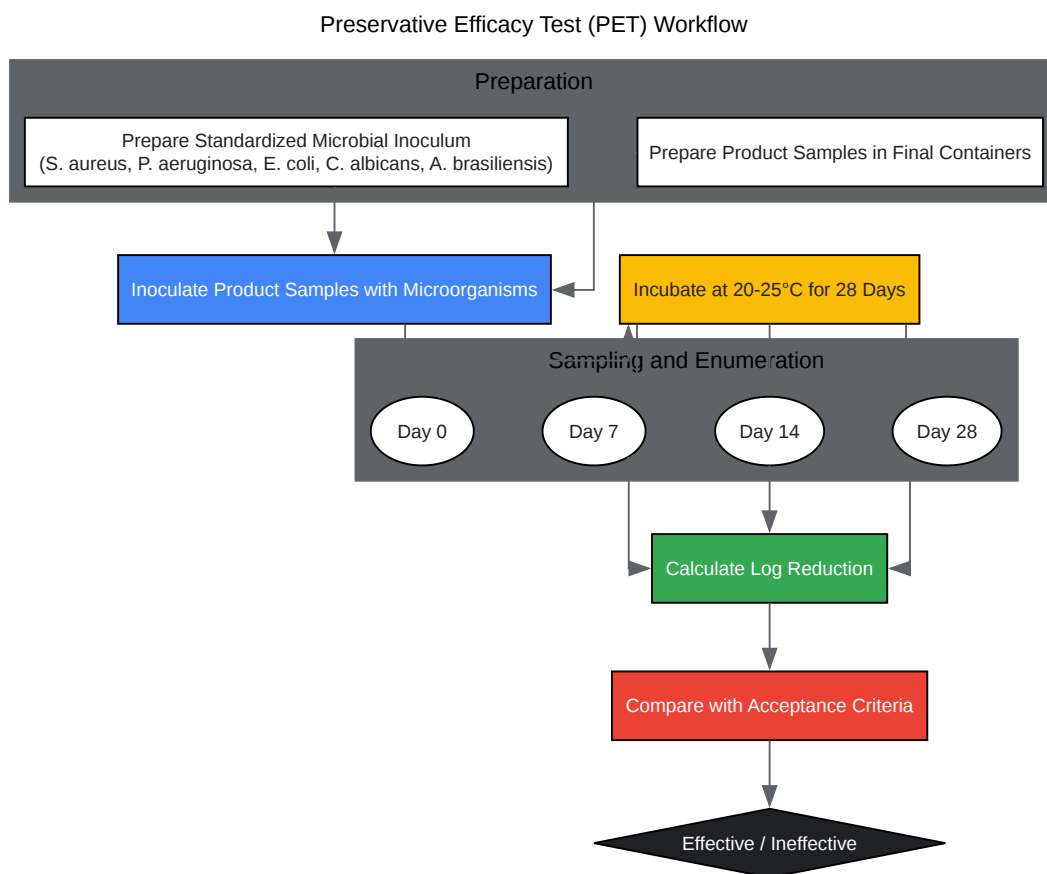 Preservative Efficacy Test (PET) Workflow
Preparation
Prepare Standardized Microbial Inoculum
(S. aureus, P. aeruginosa, E. coli, C. albicans, A. brasiliensis)
Prepare Product Samples in Final Containers
Inoculate Product Samples with Microorganisms
Incubate at 20-25°C for 28 Days
Sampling and Enumeration
Day 0
Day 7
Day 14
Day 28
Calculate Log Reduction
Compare with Acceptance Criteria
Effective / Ineffective